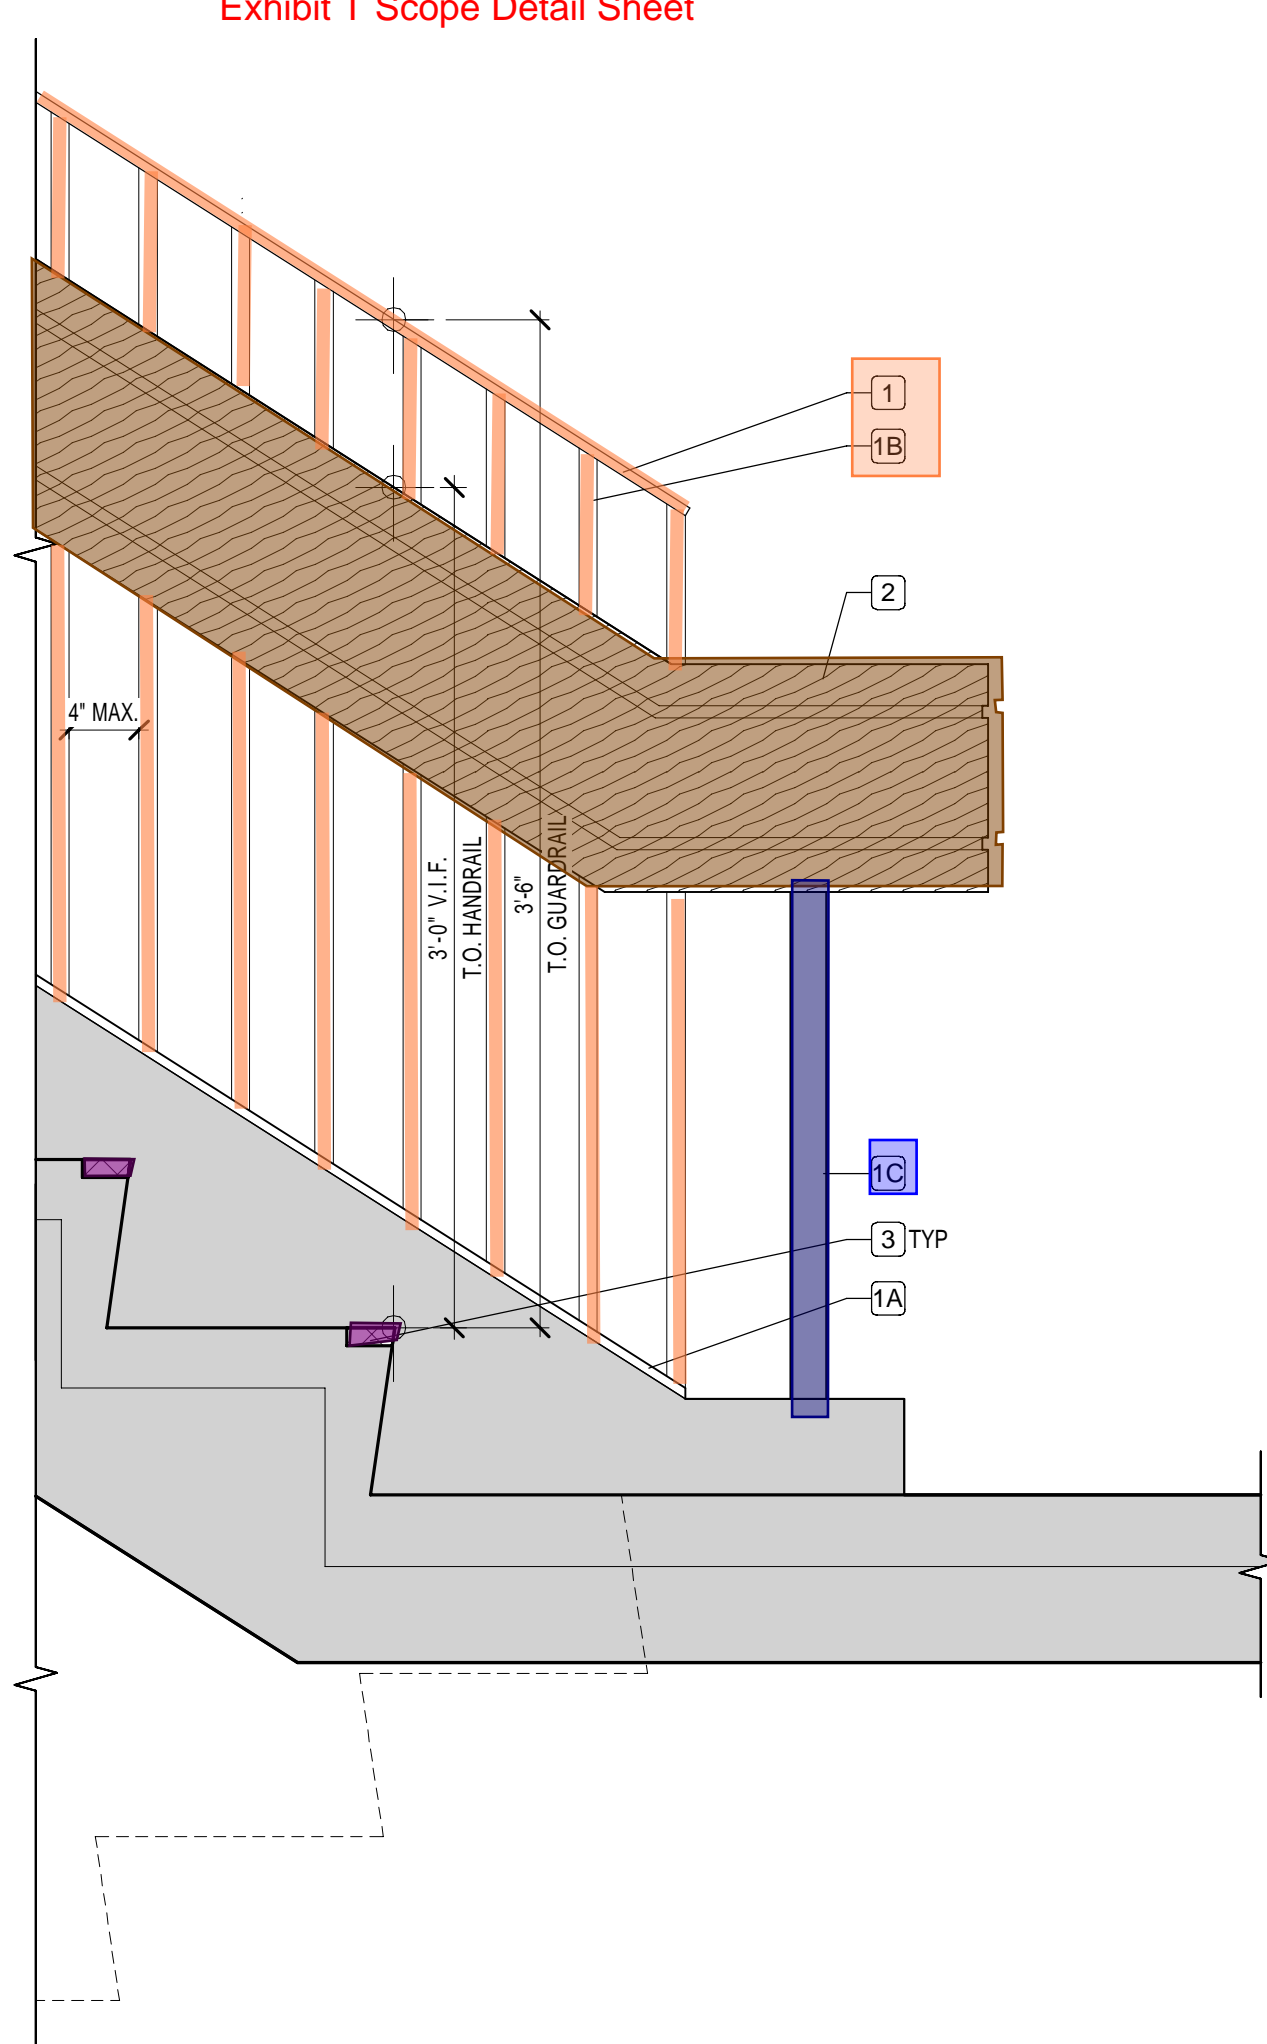 Exhibit 1 Scope Detail Sheet
1
1B
2
4" MAX.
3'-0" V.I.F.
T.O. HANDRAIL
3'-6"
T.O. GUARDRAIL
1C
3 TYP
1A